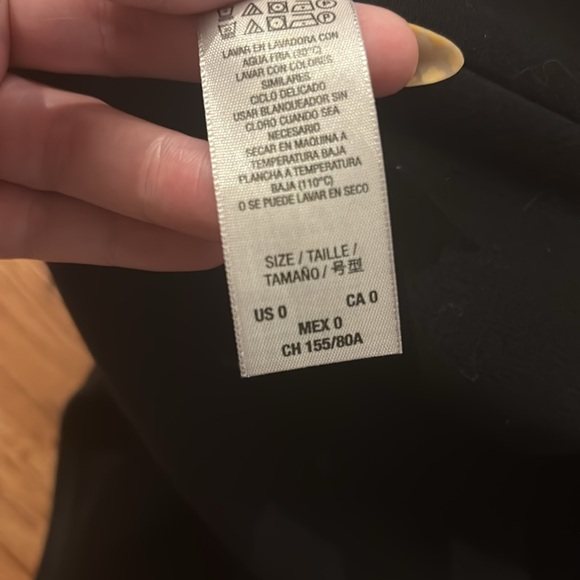 LAVAR EN LAVADORA CON
AGUA FRIA (30°C)
LAVAR CON COLORES
SIMILARES
CICLO DELICADO
USAR BLANQUEADOR SIN
CLORO CUANDO SEA
NECESARIO
SECAR EN MAQUINA A
TEMPERATURA BAJA
PLANCHA A TEMPERATURA
BAJA (110°C)
O SE PUEDE LAVAR EN SECO
SIZE / TAILLE /
TAMAÑO / 号型
US 0 CA 0
MEX 0
CH 155/80A